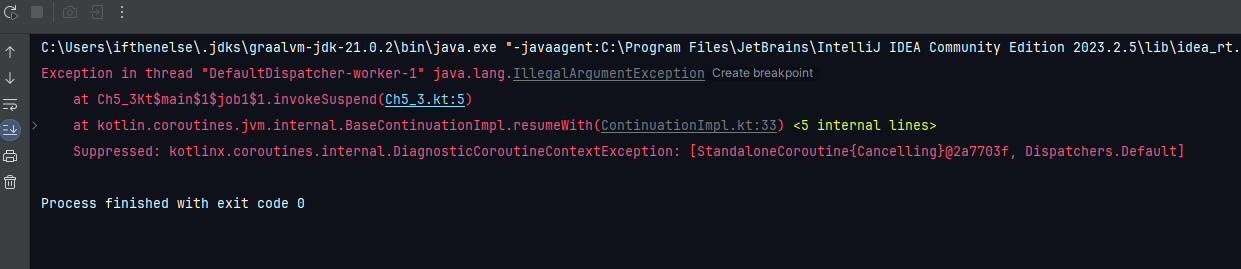 C:\Users\ifthenelse\.jdks\graalvm-jdk-21.0.2\bin\java.exe "-javaagent:C:\Program Files\JetBrains\IntelliJ IDEA Community Edition 2023.2.5\lib\idea_rt.
Exception in thread "DefaultDispatcher-worker-1" java.lang.IllegalArgumentException Create breakpoint
    at Ch5_3Kt$main$1$job1$1.invokeSuspend(Ch5_3.kt:5)
    at kotlin.coroutines.jvm.internal.BaseContinuationImpl.resumeWith(ContinuationImpl.kt:33) <5 internal lines>
    Suppressed: kotlinx.coroutines.internal.DiagnosticCoroutineContextException: [StandaloneCoroutine{Cancelling}@2a7703f, Dispatchers.Default]
Process finished with exit code 0